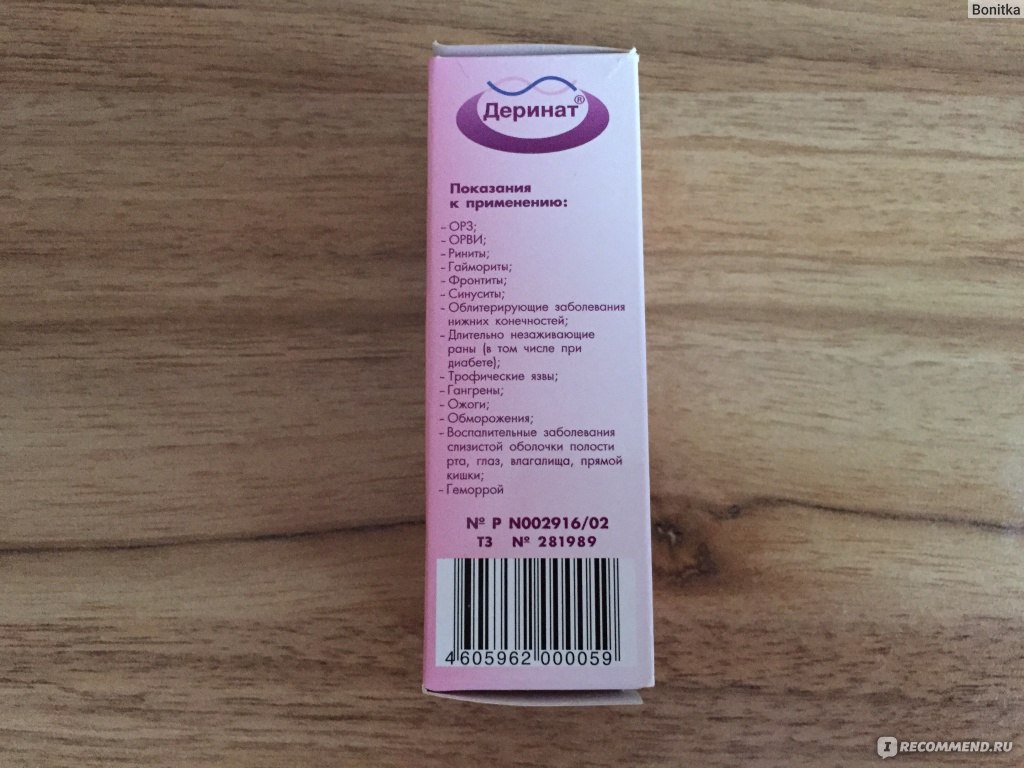 Bonitka
Деринат®
Показания
к применению:
- ОРЗ;
- ОРВИ;
- Риниты;
- Гаймориты;
- Фронтиты;
- Синуситы;
- Облитерирующие заболевания
нижних конечностей;
- Длительно незаживающие
раны (в том числе при
диабете);
- Трофические язвы;
- Гангрены;
- Ожоги;
- Обморожения;
- Воспалительные заболевания
слизистой оболочки полости
рта, глаз, влагалища, прямой
кишки;
- Геморрой
№ Р N002916/02
ТЗ № 281989
4 605962 000059
I RECOMMEND.RU